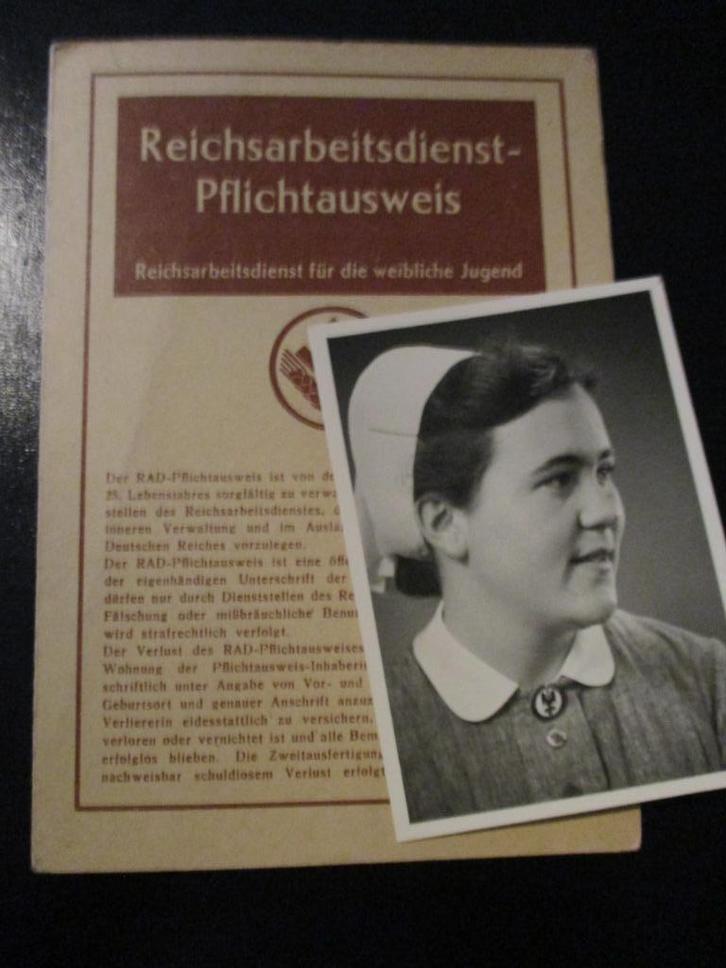 Reichsarbeitsdienst-
Pflichtausweis
Reichsarbeitsdienst für die weibliche Jugend
Der RAD-Pflichtausweis ist von
25. Lebensjahres sorgfältig zu
stellen des Reichsarbeitsdienstes,
inneren Verwaltung und im
Deutschen Reiches vorzulegen.
Der RAD-Pflichtausweis ist eine
der eigenhändigen Unterschrift der
dürfen nur durch Dienststellen des
Fälschung oder mißbräuchliche
wird strafrechtlich verfolgt.
Der Verlust des RAD-Pflichtausweises
Wohnung der Pflichtausweis-Inhaberin
schriftlich unter Angabe von Vor- und
Geburtsort und genauer Anschrift
Verliererin eidesstattlich zu versichern,
verloren oder vernichtet ist und alle
erfolglos blieben. Die Zweitausfertigung
nachweisbar schuldlosem Verlust erfolgt